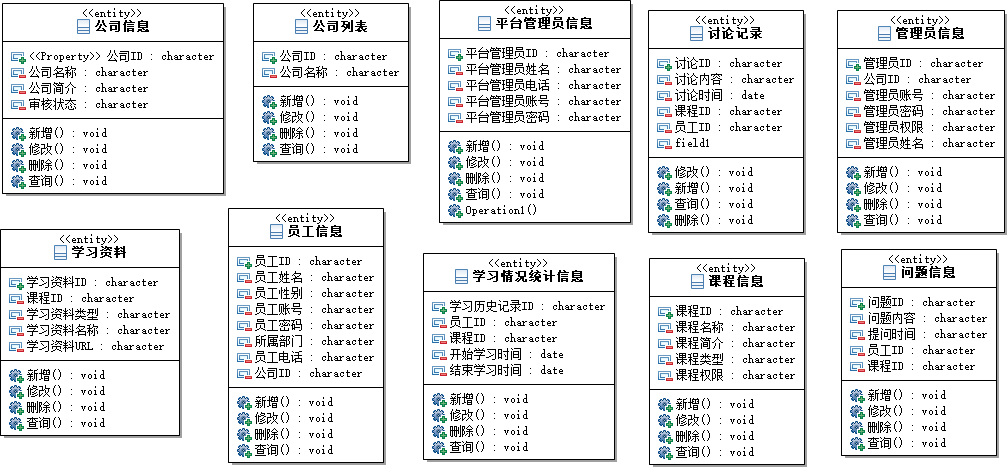 <<entity>>
公司信息
<<Property>> 公司ID : character
公司名称 : character
公司简介 : character
审核状态 : character
新增() : void
修改() : void
删除() : void
查询() : void
<<entity>>
公司列表
公司ID : character
公司名称 : character
新增() : void
修改() : void
删除() : void
查询() : void
<<entity>>
平台管理员信息
平台管理员ID : character
平台管理员姓名 : character
平台管理员电话 : character
平台管理员账号 : character
平台管理员密码 : character
新增() : void
修改() : void
删除() : void
查询() : void
Operation1()
<<entity>>
讨论记录
讨论ID : character
讨论内容 : character
讨论时间 : date
课程ID : character
员工ID : character
field1
修改() : void
新增() : void
查询() : void
删除() : void
<<entity>>
管理员信息
管理员ID : character
公司ID : character
管理员账号 : character
管理员密码 : character
管理员权限 : character
管理员姓名 : character
新增() : void
修改() : void
删除() : void
查询() : void
<<entity>>
学习资料
学习资料ID : character
课程ID : character
学习资料类型 : character
学习资料名称 : character
学习资料URL : character
新增() : void
修改() : void
删除() : void
查询() : void
<<entity>>
员工信息
员工ID : character
员工姓名 : character
员工性别 : character
员工账号 : character
员工密码 : character
所属部门 : character
员工电话 : character
公司ID : character
新增() : void
修改() : void
删除() : void
查询() : void
<<entity>>
学习情况统计信息
学习历史记录ID : character
员工ID : character
课程ID : character
开始学习时间 : date
结束学习时间 : date
新增() : void
修改() : void
删除() : void
查询() : void
<<entity>>
课程信息
课程ID : character
课程名称 : character
课程简介 : character
课程类型 : character
课程权限 : character
新增() : void
修改() : void
删除() : void
查询() : void
<<entity>>
问题信息
问题ID : character
问题内容 : character
提问时间 : character
员工ID : character
课程ID : character
新增() : void
修改() : void
删除() : void
查询() : void